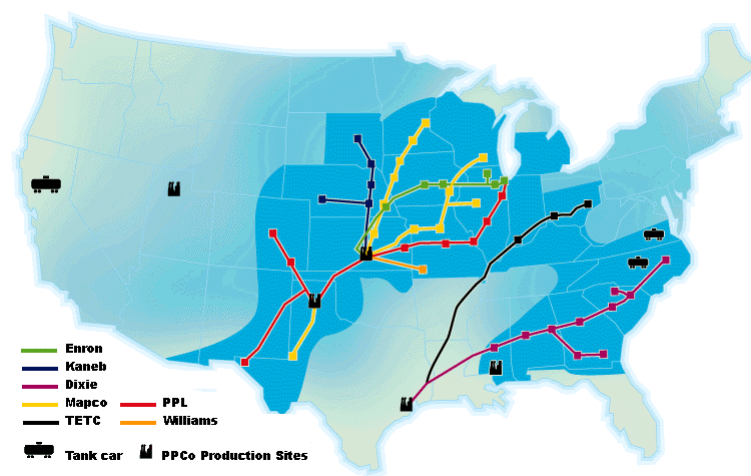 Enron
Kaneb
Dixie
Mapco PPL
TETC Williams
Tank car PPCo Production Sites